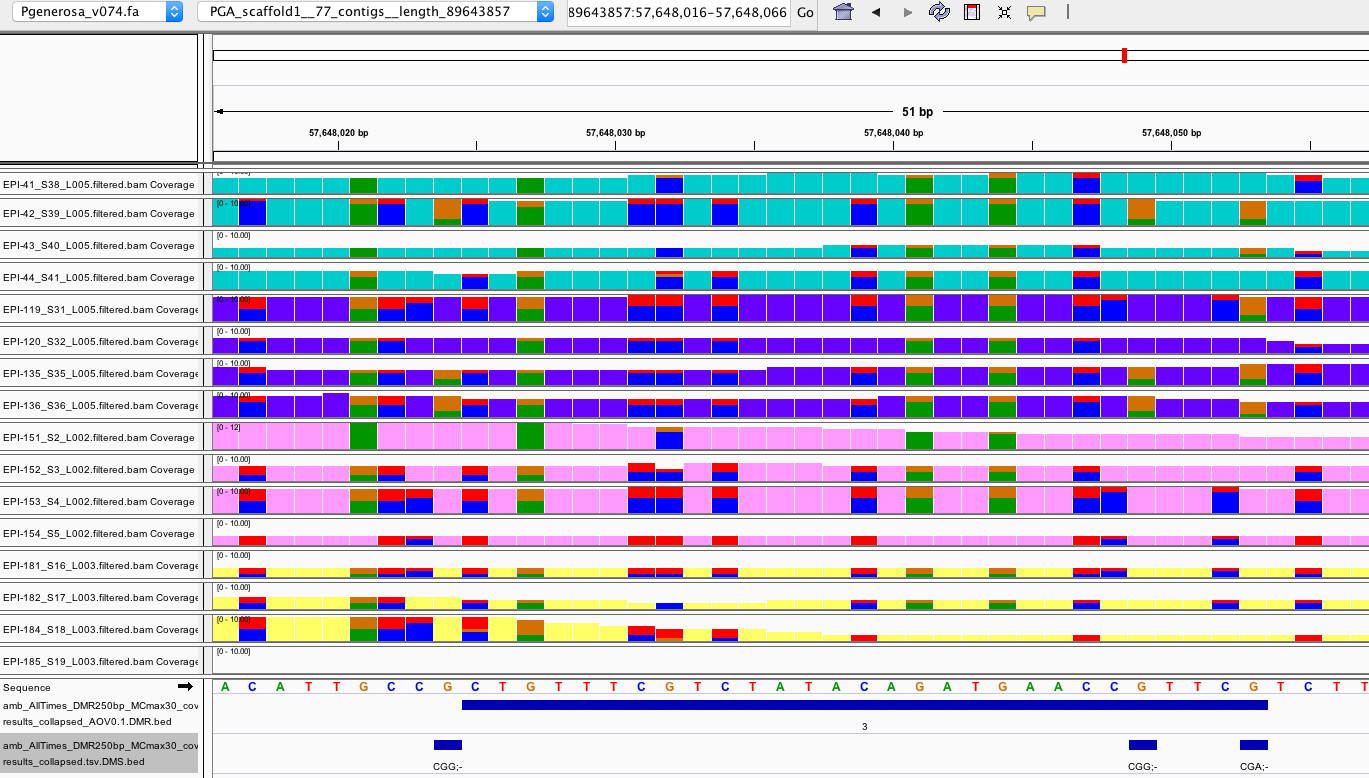 Pgenerosa_v074.fa PGA_scaffold1__77_contigs__length_89643857 89643857:57,648,016-57,648,066 Go
51 bp
57,648,020 bp 57,648,030 bp 57,648,040 bp 57,648,050 bp
EPI-41_S38_L005.filtered.bam Coverage
EPI-42_S39_L005.filtered.bam Coverage [0 - 10.00]
EPI-43_S40_L005.filtered.bam Coverage [0 - 10.00]
EPI-44_S41_L005.filtered.bam Coverage [0 - 10.00]
EPI-119_S31_L005.filtered.bam Coverage [0 - 10.00]
EPI-120_S32_L005.filtered.bam Coverage [0 - 10.00]
EPI-135_S35_L005.filtered.bam Coverage [0 - 10.00]
EPI-136_S36_L005.filtered.bam Coverage [0 - 10.00]
EPI-151_S2_L002.filtered.bam Coverage [0 - 12]
EPI-152_S3_L002.filtered.bam Coverage [0 - 10.00]
EPI-153_S4_L002.filtered.bam Coverage [0 - 10.00]
EPI-154_S5_L002.filtered.bam Coverage [0 - 10.00]
EPI-181_S16_L003.filtered.bam Coverage [0 - 10.00]
EPI-182_S17_L003.filtered.bam Coverage [0 - 10.00]
EPI-184_S18_L003.filtered.bam Coverage [0 - 10.00]
EPI-185_S19_L003.filtered.bam Coverage [0 - 10.00]
Sequence A C A T T G C C G C T G T T T C G T C T A T A C A G A T G A A C C G T T C G T C T T
amb_AllTimes_DMR250bp_MCmax30_cov
results_collapsed_AOV0.1.DMR.bed
3
amb_AllTimes_DMR250bp_MCmax30_cov
results_collapsed.tsv.DMS.bed
CGG;- CGG;- CGA;-